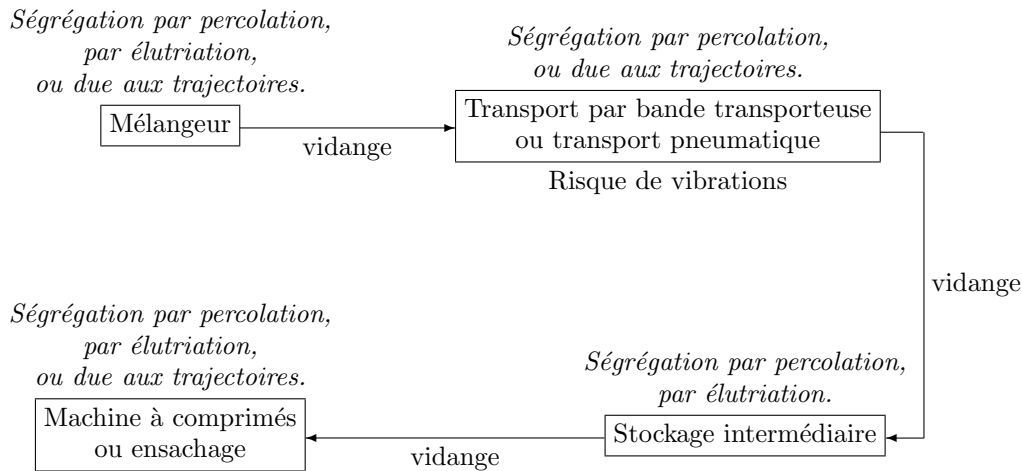 Ségrégation par percolation,
par élutriation,
ou due aux trajectoires.
Mélangeur
vidange
Ségrégation par percolation,
ou due aux trajectoires.
Transport par bande transporteuse
ou transport pneumatique
Risque de vibrations
vidange
Ségrégation par percolation,
par élutriation.
Stockage intermédiaire
vidange
Ségrégation par percolation,
par élutriation,
ou due aux trajectoires.
Machine à comprimés
ou ensachage